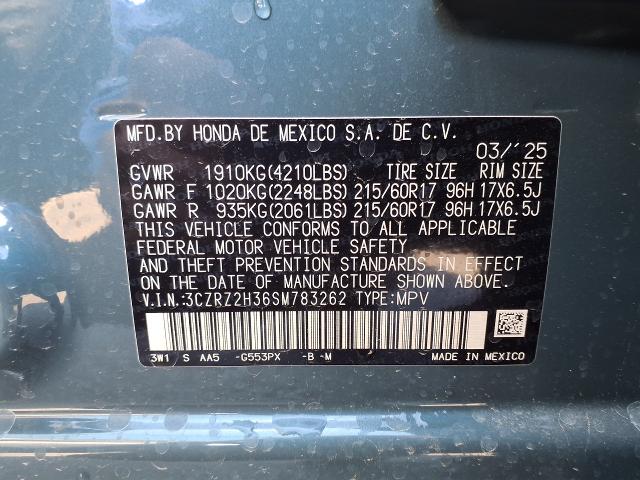 MFD.BY HONDA DE MEXICO S.A. DE C.V.
03/'25
GVWR 1910KG(4210LBS) TIRE SIZE RIM SIZE
GAWR F 1020KG(2248LBS) 215/60R17 96H 17X6.5J
GAWR R 935KG(2061LBS) 215/60R17 96H 17X6.5J
THIS VEHICLE CONFORMS TO ALL APPLICABLE
FEDERAL MOTOR VEHICLE SAFETY
AND THEFT PREVENTION STANDARDS IN EFFECT
ON THE DATE OF MANUFACTURE SHOWN ABOVE.
V.I.N.:3CZRZ2H36SM783262 TYPE:MPV
3W1 S AA5 -G553PX -B -M MADE IN MEXICO